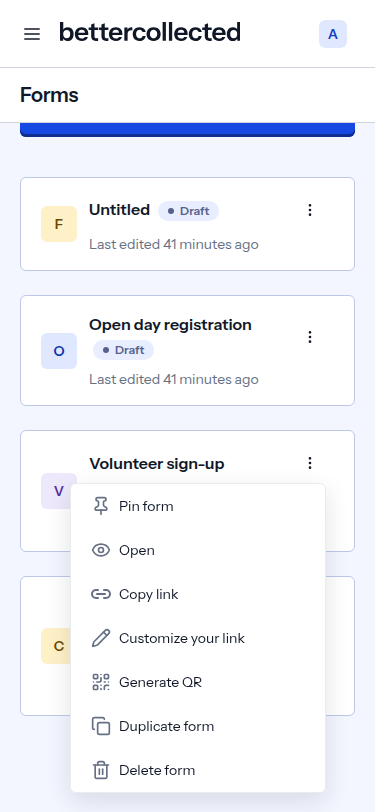 bettercollected
A
Forms
F
Untitled
Draft
Last edited 41 minutes ago
O
Open day registration
Draft
Last edited 41 minutes ago
V
Volunteer sign-up
Pin form
Open
Copy link
Customize your link
C
Generate QR
Duplicate form
Delete form